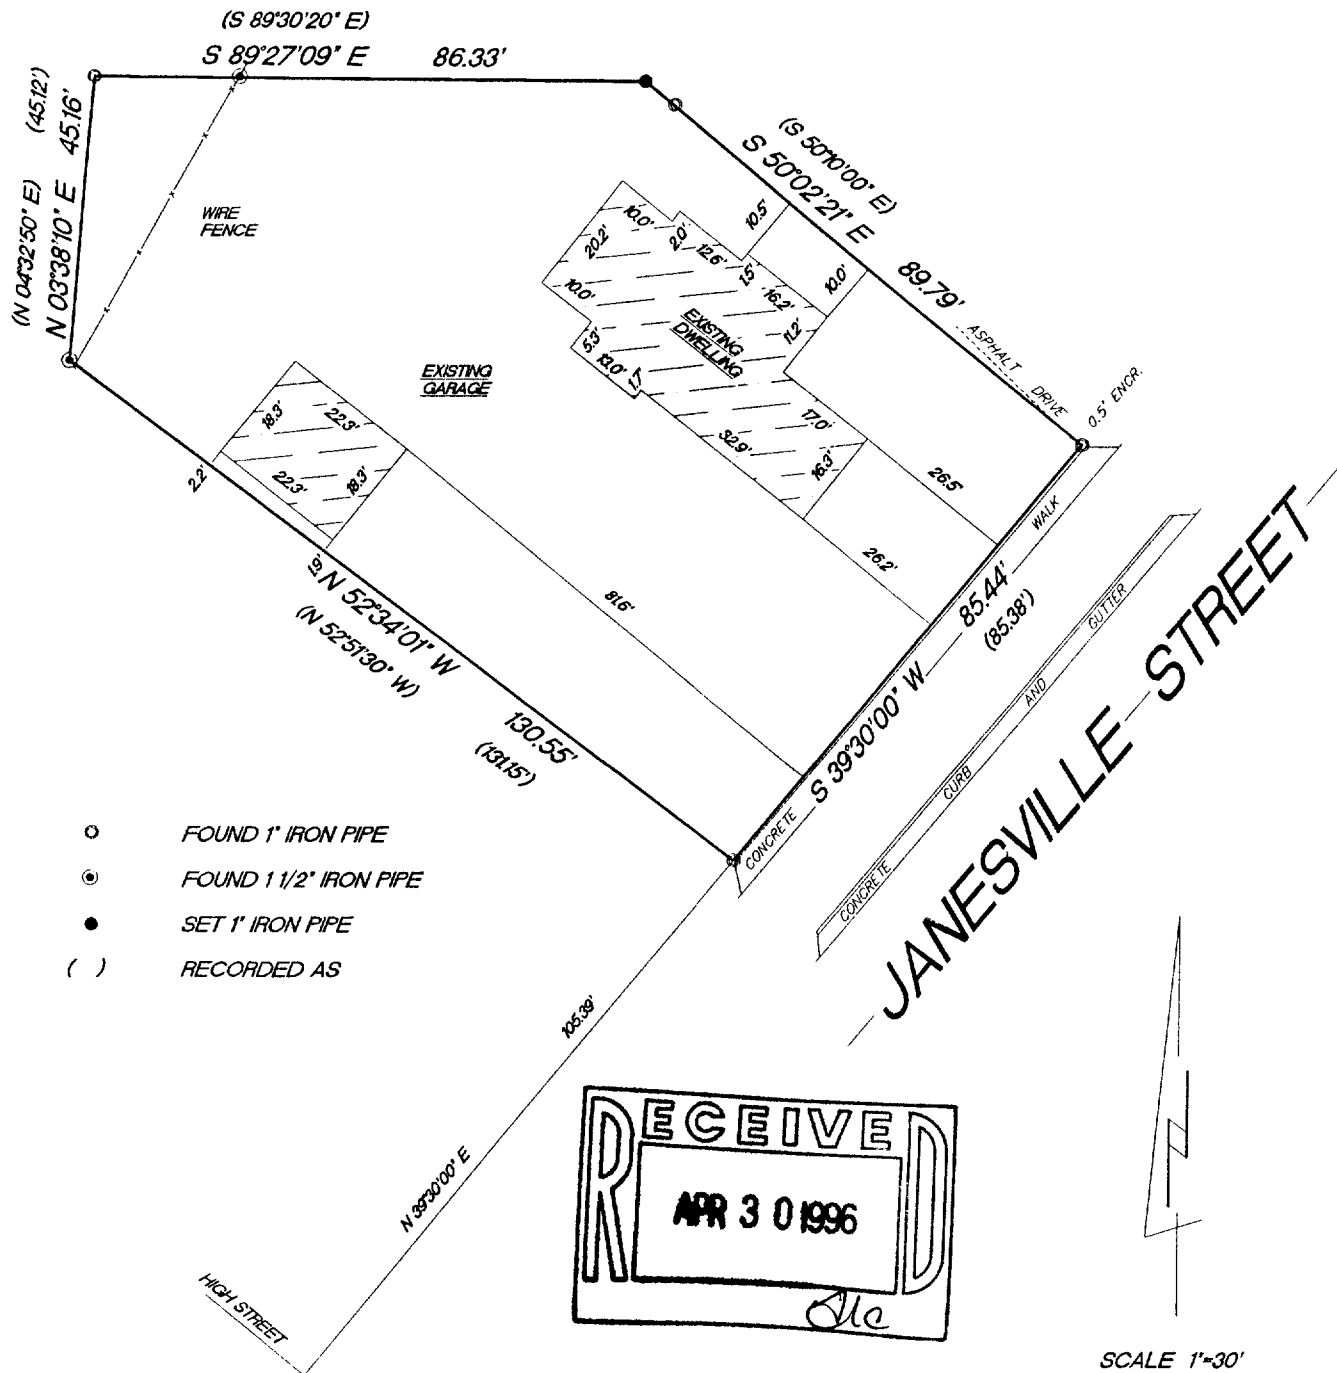 (S 89°30'20" E)
S 89°27'09" E 86.33'
(45.12')
45.16'
(N 04°32'50" E)
N 03°38'10" E
WIRE
FENCE
(S 50°10'00" E)
S 50°02'21" E
89.79'
10.5'
10.0'
2.0'
12.6'
1.5'
16.2'
10.0'
20.2'
10.0'
5.3'
13.0'
1.7'
11.2'
EXISTING
DWELLING
17.0'
32.9'
16.3'
26.5'
26.2'
ASPHALT DRIVE
0.5' ENCR.
EXISTING
GARAGE
18.3'
22.3'
22.3'
18.3'
2.2'
1.9'
81.6'
N 52°34'01" W
(N 52°51'30" W)
130.55'
(131.15')
S 39°30'00" W
85.44'
(85.38')
CONCRETE WALK
CONCRETE CURB AND GUTTER
JANESVILLE STREET
FOUND 1" IRON PIPE
FOUND 1 1/2" IRON PIPE
SET 1" IRON PIPE
( ) RECORDED AS
105.39'
N 39°30'00" E
HIGH STREET
RECEIVED
APR 30 1996
N
SCALE 1"=30'